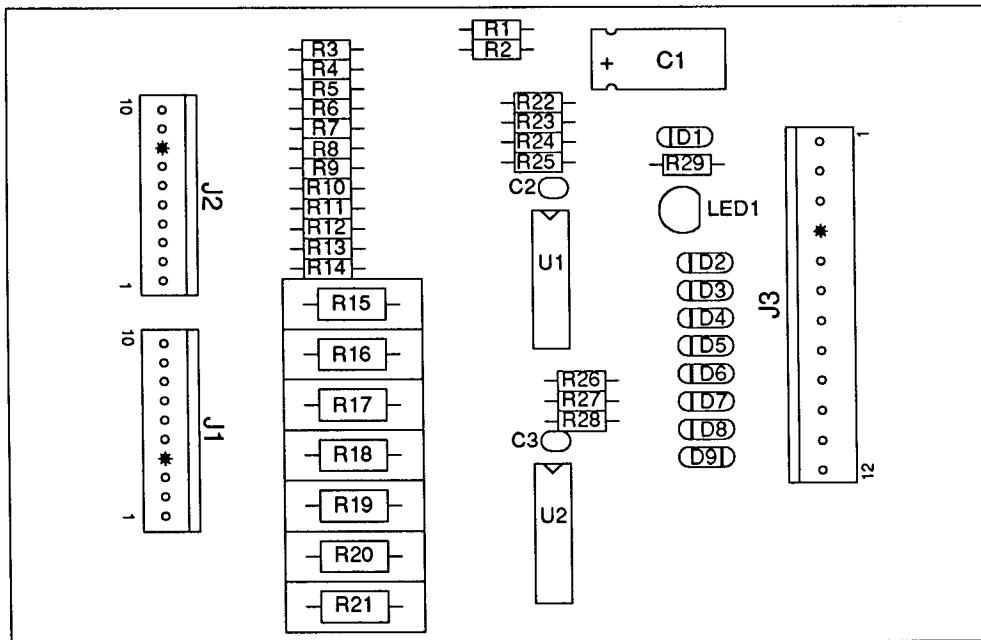 R1
R2
R3
R4
R5
R6
R7
R8
R9
R10
R11
R12
R13
R14
R15
R16
R17
R18
R19
R20
R21
10
J2
1
10
J1
1
+
C1
R22
R23
R24
R25
C2
U1
R26
R27
R28
C3
U2
D1
R29
LED1
D2
D3
D4
D5
D6
D7
D8
D9
1
J3
12